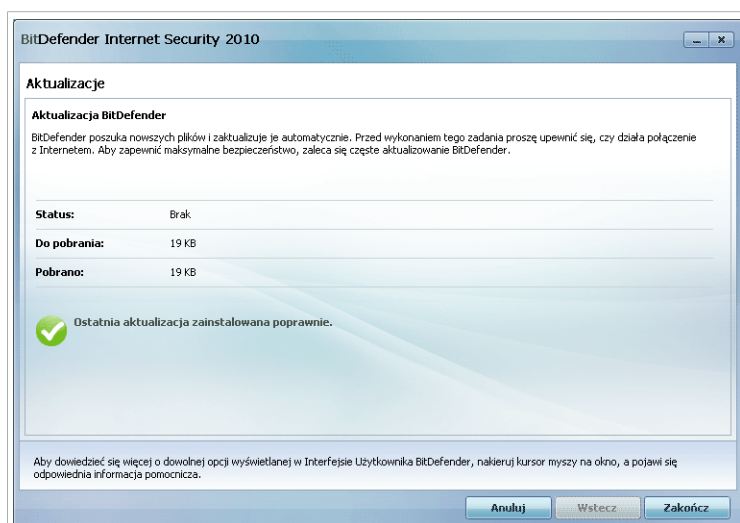 BitDefender Internet Security 2010
Aktualizacje
Aktualizacja BitDefender
BitDefender poszuka nowszych plików i zaktualizuje je automatycznie. Przed wykonaniem tego zadania proszę upewnić się, czy działa połączenie
z Internetem. Aby zapewnić maksymalne bezpieczeństwo, zaleca się częste aktualizowanie BitDefender.
Status: Brak
Do pobrania: 19 KB
Pobrano: 19 KB
Ostatnia aktualizacja zainstalowana poprawnie.
Aby dowiedzieć się więcej o dowolnej opcji wyświetlanej w Interfejsie Użytkownika BitDefender, nakieruj kursor myszy na okno, a pojawi się
odpowiednia informacja pomocnicza.
Anuluj Wstecz Zakończ